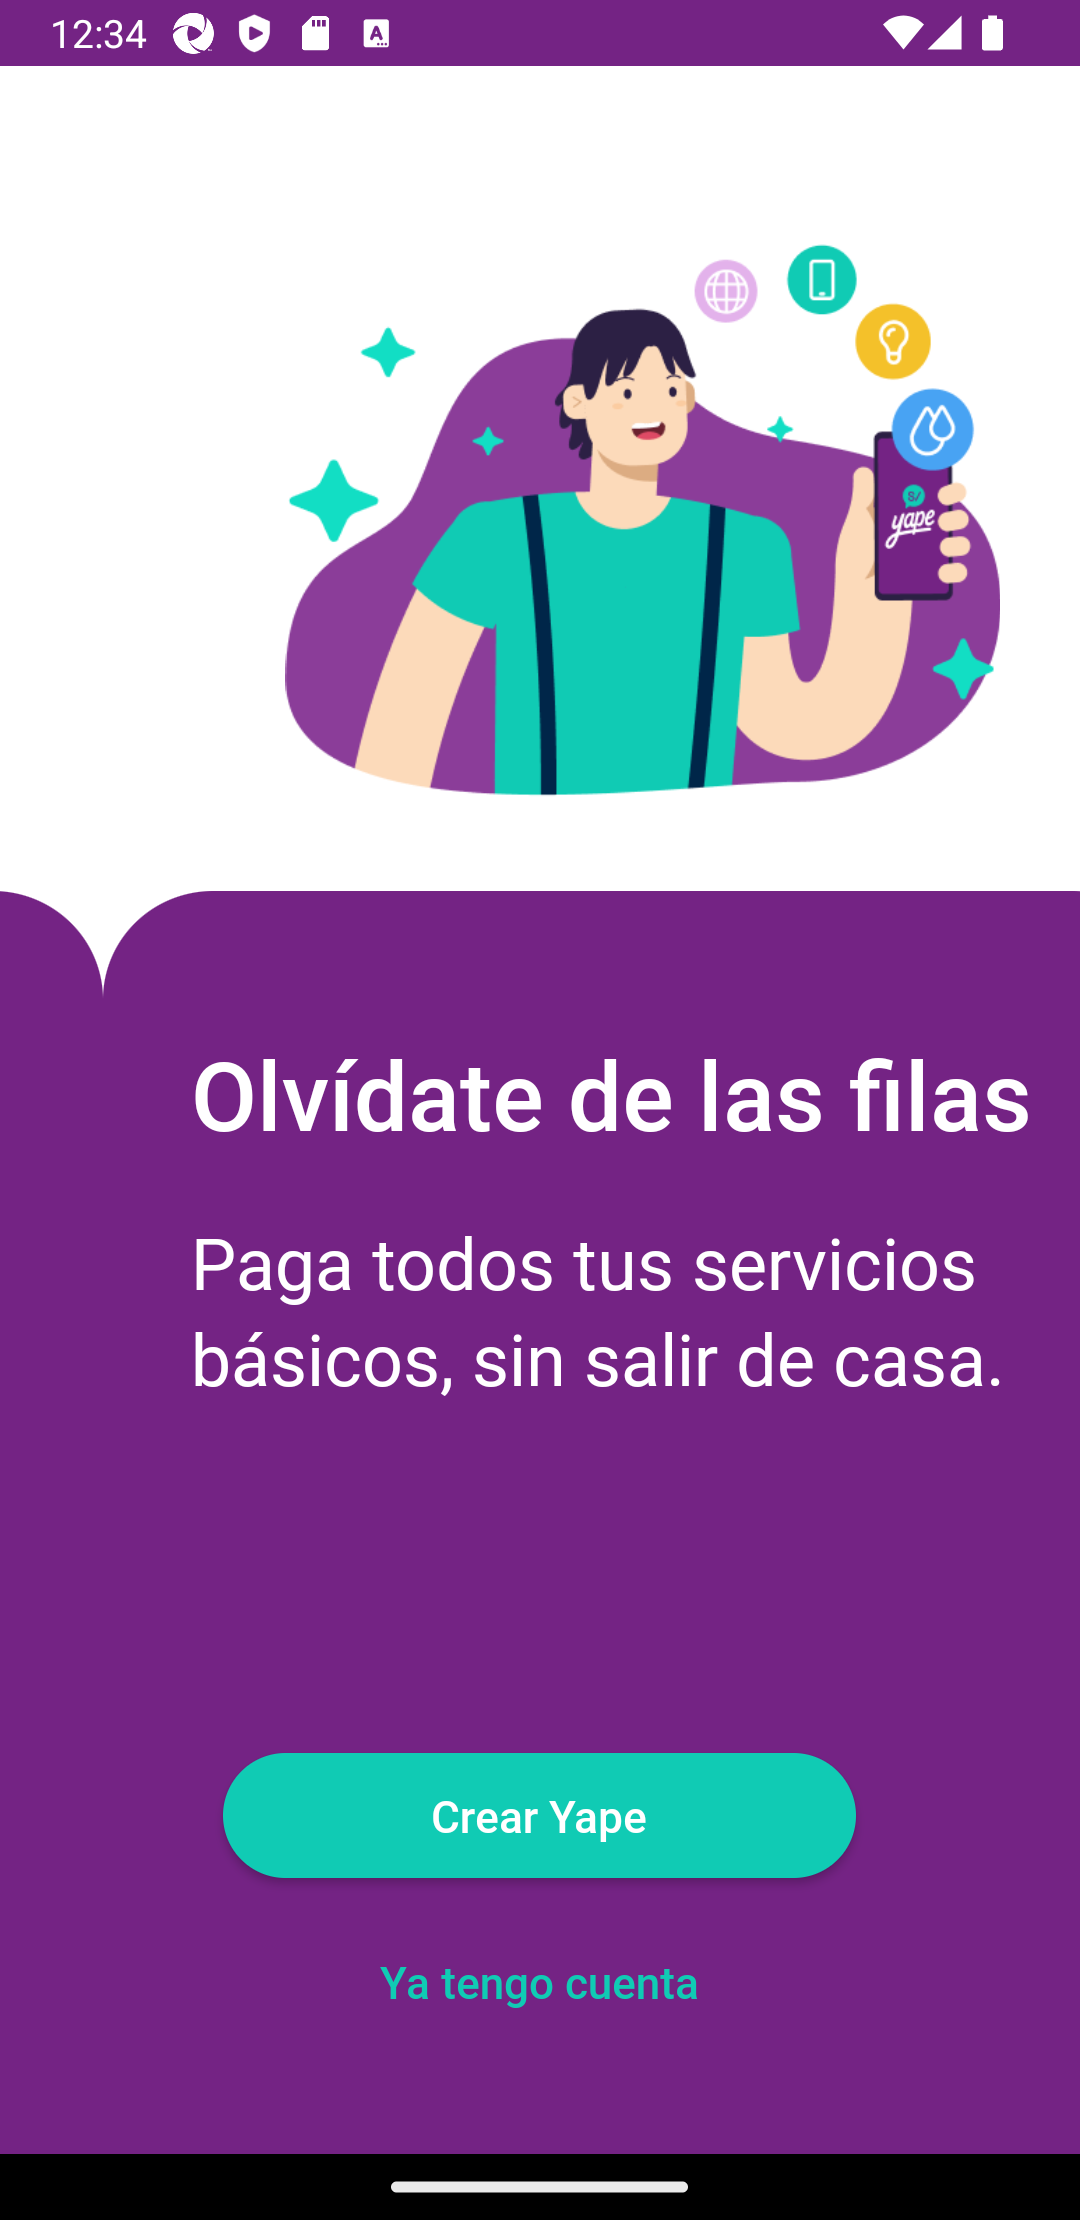 12:34
S/
yape
Olvídate de las filas
Paga todos tus servicios
básicos, sin salir de casa.
Crear Yape
Ya tengo cuenta